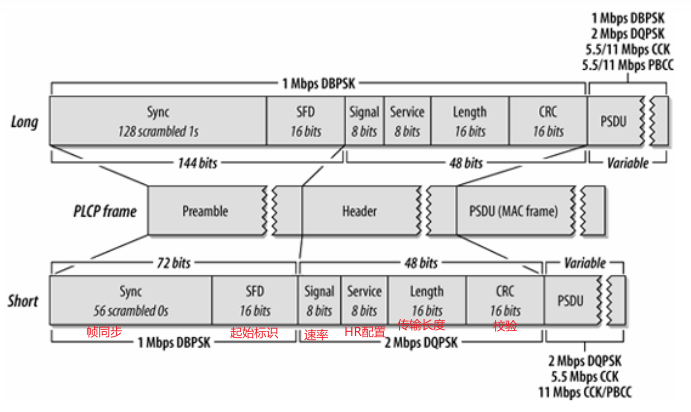 1 Mbps DBPSK
2 Mbps DQPSK
5.5/11 Mbps CCK
5.5/11 Mbps PBCC
1 Mbps DBPSK
Long
Sync
128 scrambled 1s
SFD
16 bits
Signal
8 bits
Service
8 bits
Length
16 bits
CRC
16 bits
PSDU
144 bits
48 bits
Variable
PLCP frame
Preamble
Header
PSDU (MAC frame)
72 bits
48 bits
Variable
Short
Sync
56 scrambled 0s
帧同步
SFD
16 bits
起始标识
Signal
8 bits
速率
Service
8 bits
HR配置
Length
16 bits
传输长度
CRC
16 bits
校验
PSDU
1 Mbps DBPSK
2 Mbps DQPSK
2 Mbps DQPSK
5.5 Mbps CCK
11 Mbps CCK/PBCC